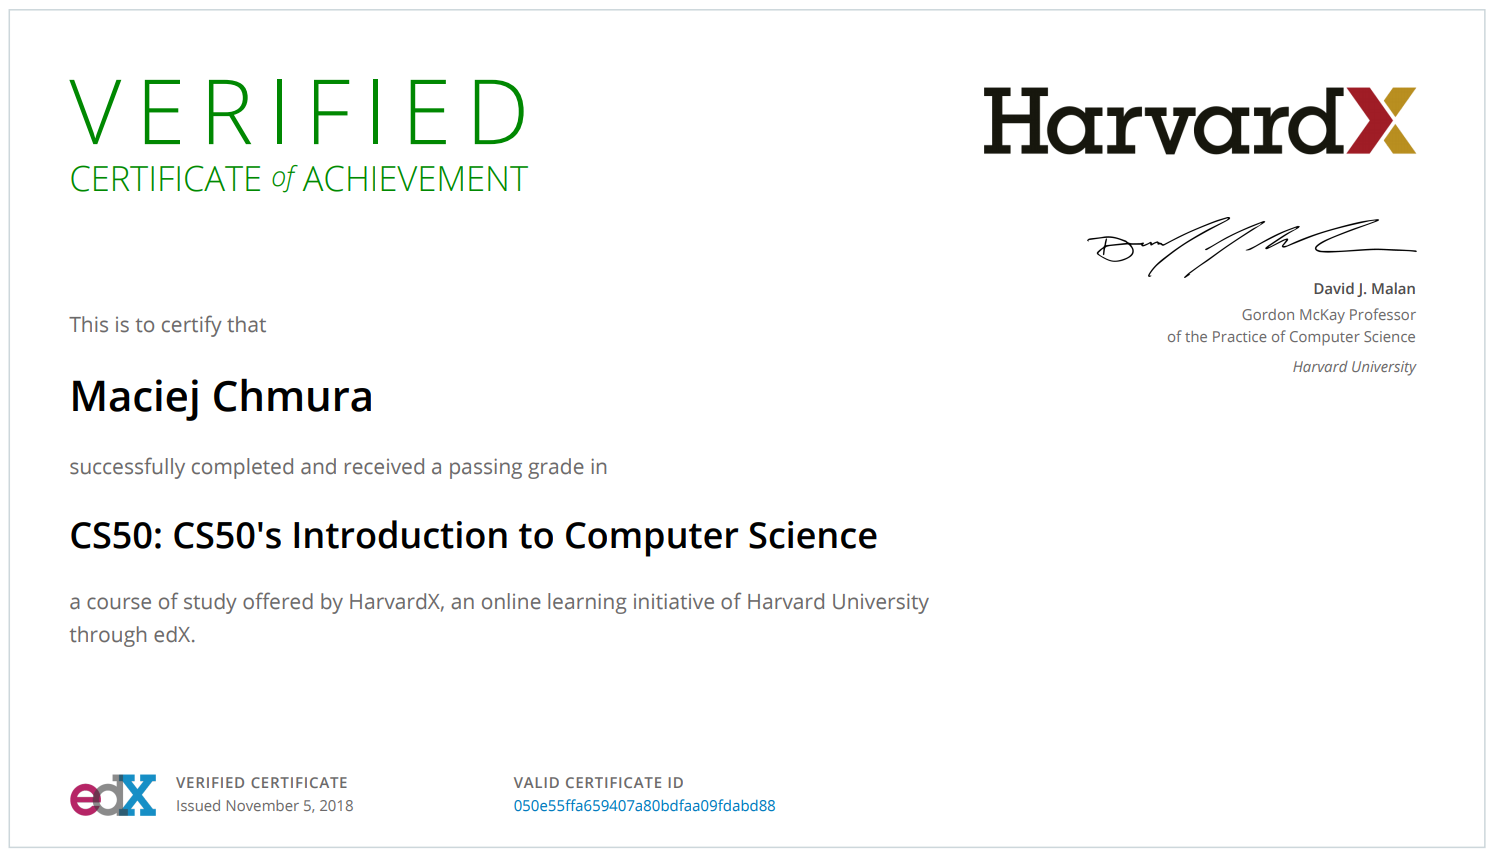 VERIFIED
CERTIFICATE of ACHIEVEMENT
HarvardX
David J. Malan
Gordon McKay Professor
of the Practice of Computer Science
Harvard University
This is to certify that
Maciej Chmura
successfully completed and received a passing grade in
CS50: CS50's Introduction to Computer Science
a course of study offered by HarvardX, an online learning initiative of Harvard University
through edX.
edX
VERIFIED CERTIFICATE
Issued November 5, 2018
VALID CERTIFICATE ID
050e55ffa659407a80bdfaa09fdabd88